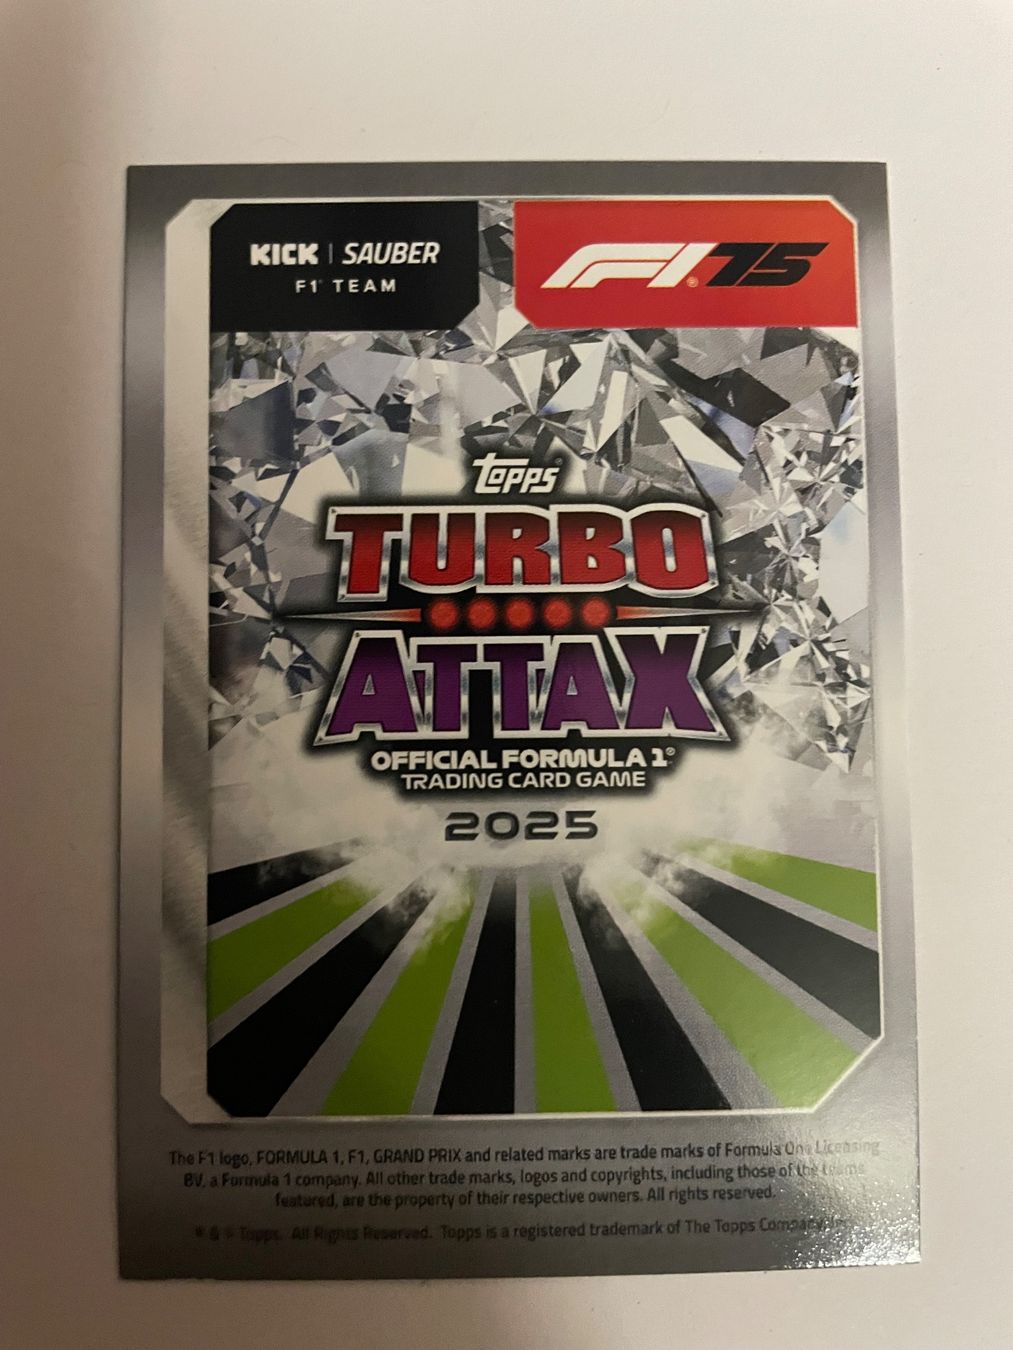 KICK | SAUBER
F1® TEAM
F1® 75
Topps®
TURBO
ATTAX
OFFICIAL FORMULA 1®
TRADING CARD GAME
2025
The F1 logo, FORMULA 1, F1, GRAND PRIX and related marks are trade marks of Formula One Licensing
BV, a Formula 1 company. All other trade marks, logos and copyrights, including those of the teams
featured, are the property of their respective owners. All rights reserved.
® & © Topps. All Rights Reserved. Topps is a registered trademark of The Topps Company, Inc.